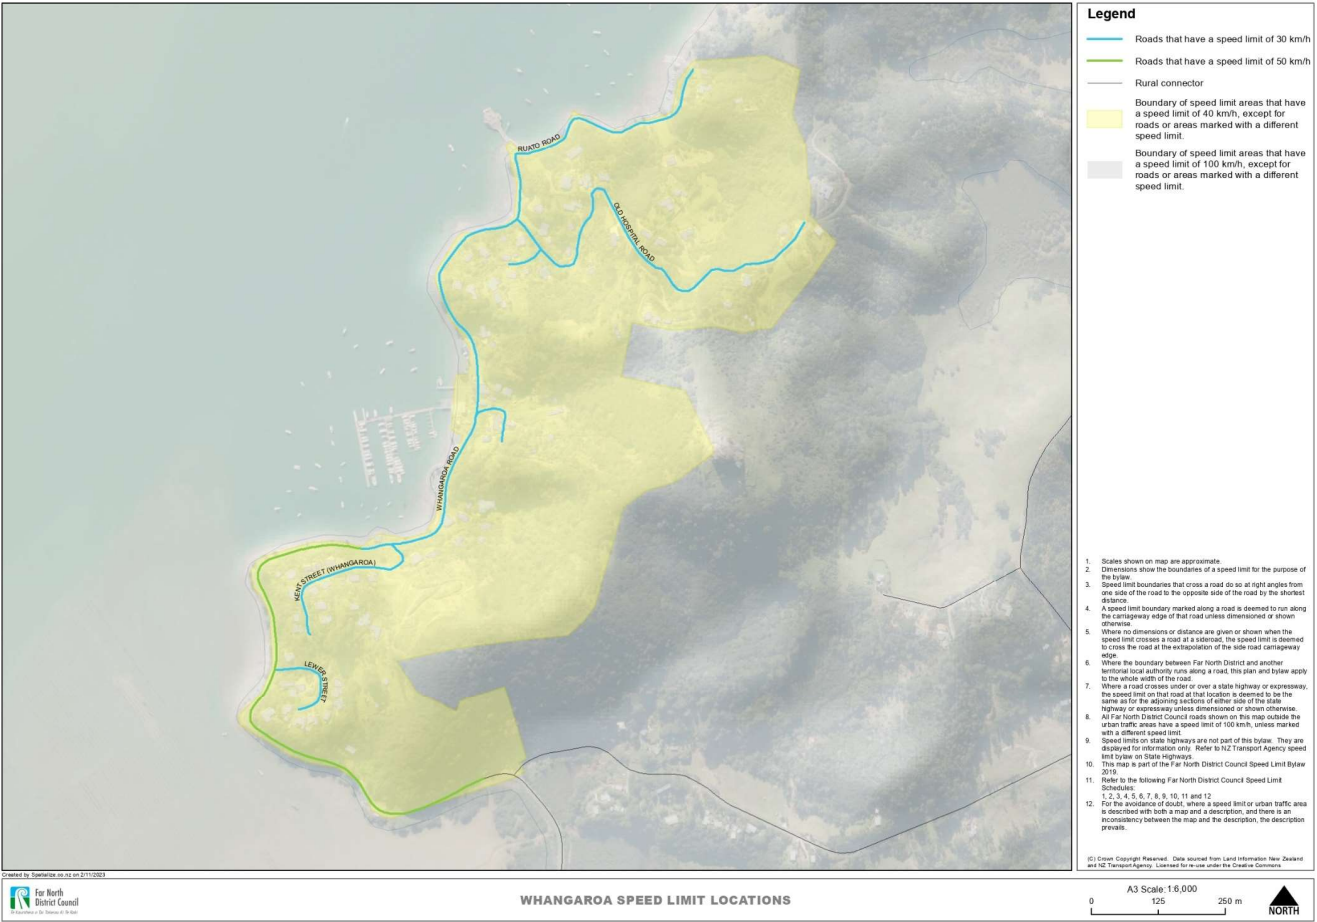 RUATO ROAD
OLD HOSPITAL ROAD
WHANGAROA ROAD
KENT STREET (WHANGAROA)
LEWER STREET
Legend
Roads that have a speed limit of 30 km/h
Roads that have a speed limit of 50 km/h
Rural connector
Boundary of speed limit areas that have
a speed limit of 40 km/h, except for
roads or areas marked with a different
speed limit.
Boundary of speed limit areas that have
a speed limit of 100 km/h, except for
roads or areas marked with a different
speed limit.
1. Scales shown on map are approximate.
2. Dimensions show the boundaries of a speed limit for the purpose of
the bylaw.
3. Speed limit boundaries that cross a road do so at right angles from
one side of the road to the opposite side of the road by the shortest
distance.
4. A speed limit boundary marked along a road is deemed to run along
the carriageway edge of that road unless dimensioned or shown
otherwise.
5. Where no dimensions or distance are given or shown when the
speed limit crosses a road at a sideroad, the speed limit is deemed
to cross the road at the extrapolation of the side road carriageway
edge.
6. Where the boundary between Far North District and another
territorial local authority runs along a road, this plan and bylaw apply
to the whole width of the road.
7. Where a road crosses under or over a state highway or expressway,
the speed limit on that road at that location is deemed to be the
same as for the adjoining sections of either side of the state
highway or expressway unless dimensioned or shown otherwise.
8. All Far North District Council roads shown on this map outside the
urban traffic areas have a speed limit of 100 km/h, unless marked
with a different speed limit.
9. Speed limits on state highways are not part of this bylaw. They are
displayed for information only. Refer to NZ Transport Agency speed
limit bylaw on State Highways.
10. This map is part of the Far North District Council Speed Limit Bylaw
2019.
11. Refer to the following Far North District Council Speed Limit
Schedules:
1, 2, 3, 4, 5, 6, 7, 8, 9, 10, 11 and 12
12. For the avoidance of doubt, where a speed limit or urban traffic area
is described with both a map and a description, and there is an
inconsistency between the map and the description, the description
prevails.
(C) Crown Copyright Reserved. Data sourced from Land Information New Zealand
and NZ Transport Agency. Licensed for re-use under the Creative Commons
Created by Spatialize.co.nz on 2/11/2023
Far North
District Council
WHANGAROA SPEED LIMIT LOCATIONS
A3 Scale: 1:6,000
0 125 250 m
NORTH